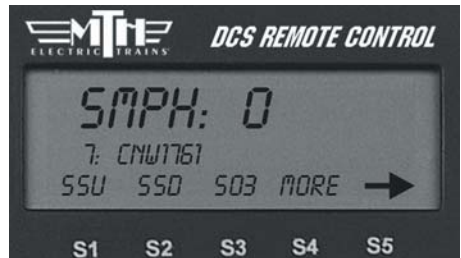 MTH DCS REMOTE CONTROL
ELECTRIC TRAINS
SMPH: 0
7: CNW1761
SSU SSD SO3 MORE
S1 S2 S3 S4 S5